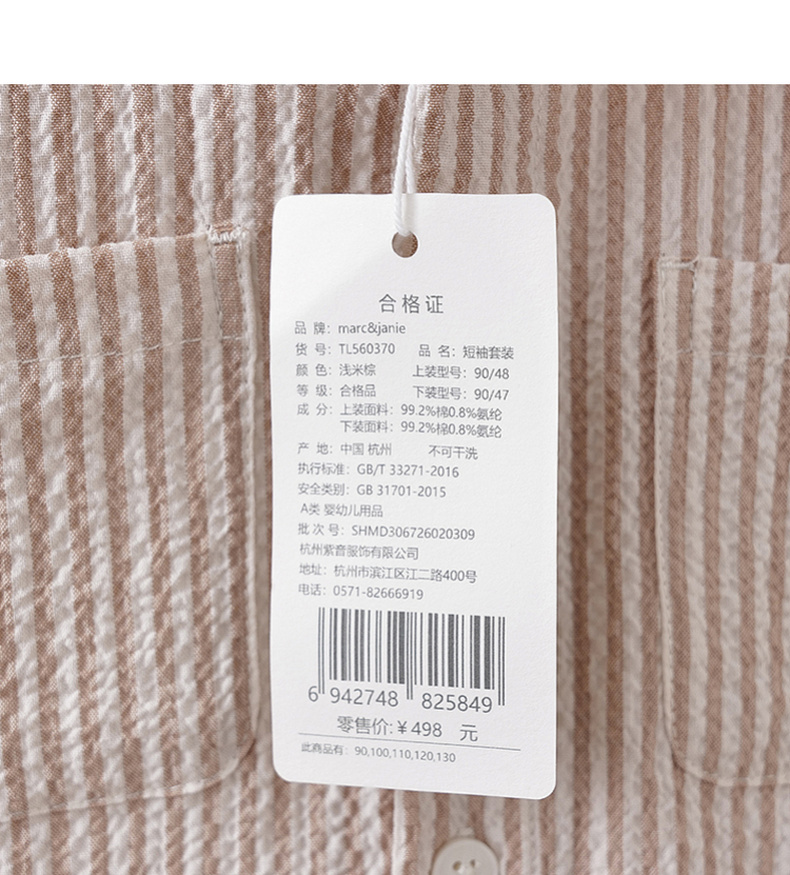 合格证
品 牌：marc&janie
货 号：TL560370 品 名：短袖套装
颜 色：浅米棕 上装型号：90/48
等 级：合格品 下装型号：90/47
成 分：上装面料：99.2%棉0.8%氨纶
下装面料：99.2%棉0.8%氨纶
产 地：中国 杭州 不可干洗
执行标准：GB/T 33271-2016
安全类别：GB 31701-2015
A类 婴幼儿用品
批 次 号：SHMD306726020309
杭州紫音服饰有限公司
地址：杭州市滨江区江二路400号
电话：0571-82666919
6 942748 825849
零售价:¥498 元
此商品有：90,100,110,120,130